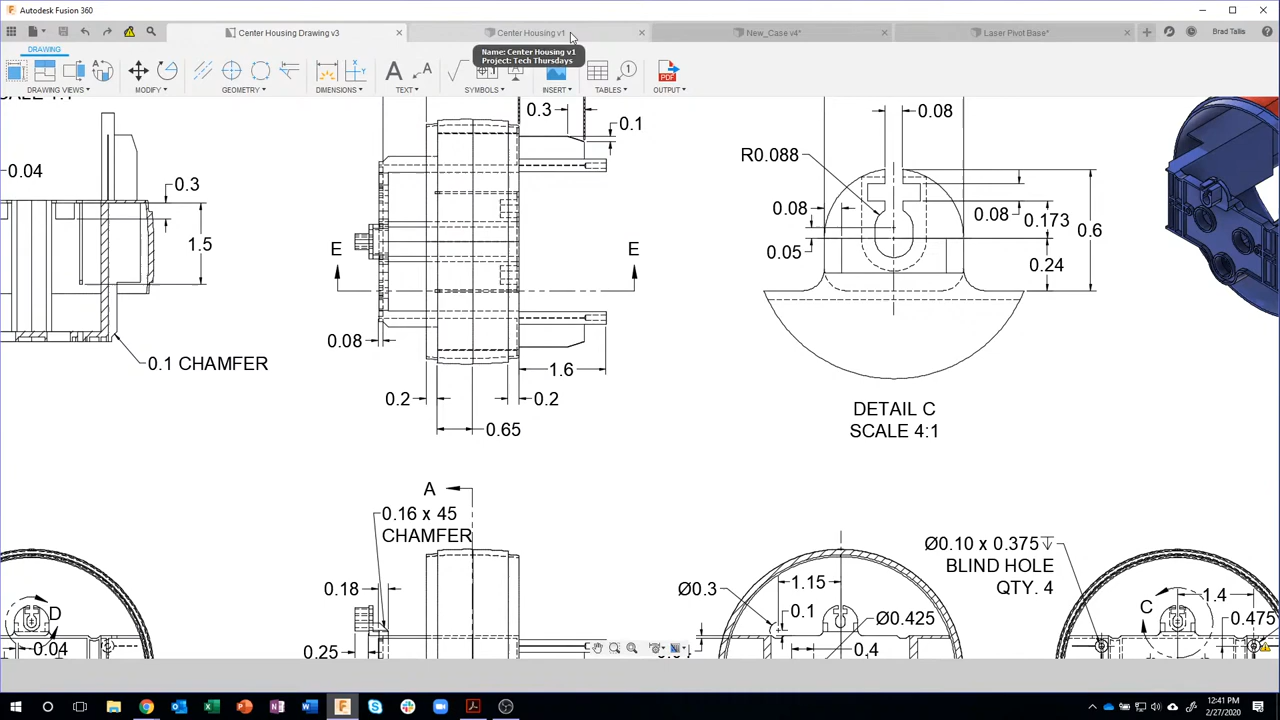 Autodesk Fusion 360
Center Housing Drawing v3
Center Housing v1
New_Case v4*
Laser Pivot Base*
Brad Tallis
Name: Center Housing v1
Project: Tech Thursdays
DRAWING
DRAWING VIEWS
MODIFY
GEOMETRY
DIMENSIONS
TEXT
SYMBOLS
INSERT
TABLES
OUTPUT
PDF
0.04
0.3
1.5
0.1 CHAMFER
0.3
0.1
E
E
0.08
1.6
0.2
0.2
0.65
0.08
R0.088
0.08
0.05
0.08
0.173
0.6
0.24
DETAIL C
SCALE 4:1
A
0.16 x 45
CHAMFER
0.18
0.25
D
0.04
Ø0.3
1.15
0.1
Ø0.425
0.4
Ø0.10 x 0.375
BLIND HOLE
QTY. 4
C
1.4
0.475
12:41 PM
2/27/2020